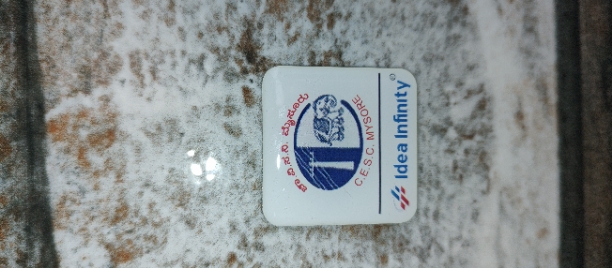 ಚಾ.ವಿ.ಸ.ನಿ. ಮೈಸೂರು
C.E.S.C. MYSORE
Idea Infinity